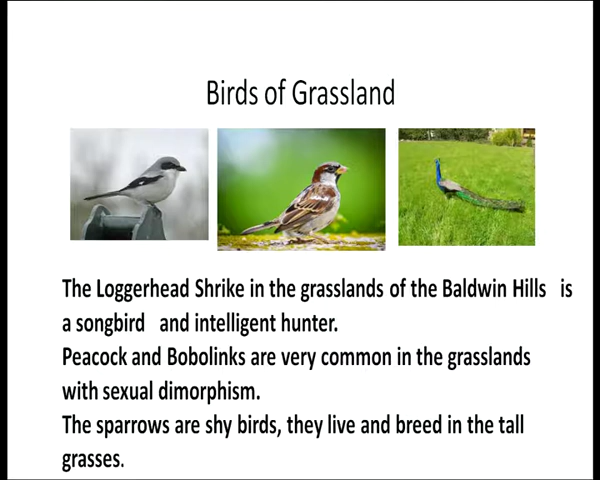 Birds of Grassland
The Loggerhead Shrike in the grasslands of the Baldwin Hills is
a songbird and intelligent hunter.
Peacock and Bobolinks are very common in the grasslands
with sexual dimorphism.
The sparrows are shy birds, they live and breed in the tall
grasses.